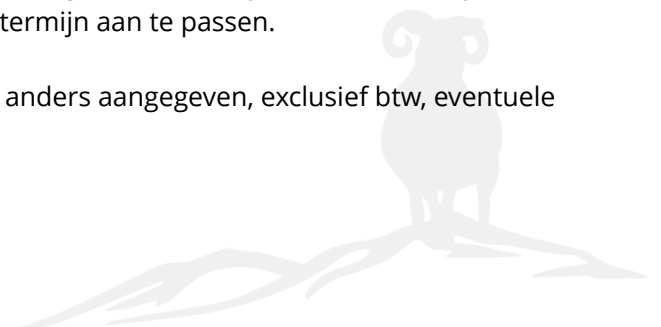 termijn aan te passen.
anders aangegeven, exclusief btw, eventuele